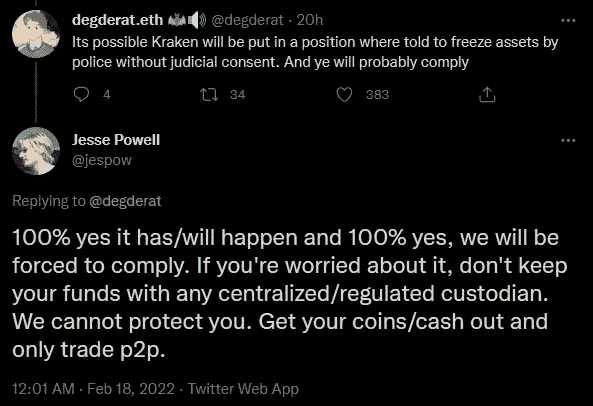 degderat.eth 🦇🔊 @degderat · 20h
Its possible Kraken will be put in a position where told to freeze assets by
police without judicial consent. And ye will probably comply
4 34 383
Jesse Powell
@jespow
Replying to @degderat
100% yes it has/will happen and 100% yes, we will be
forced to comply. If you're worried about it, don't keep
your funds with any centralized/regulated custodian.
We cannot protect you. Get your coins/cash out and
only trade p2p.
12:01 AM · Feb 18, 2022 · Twitter Web App